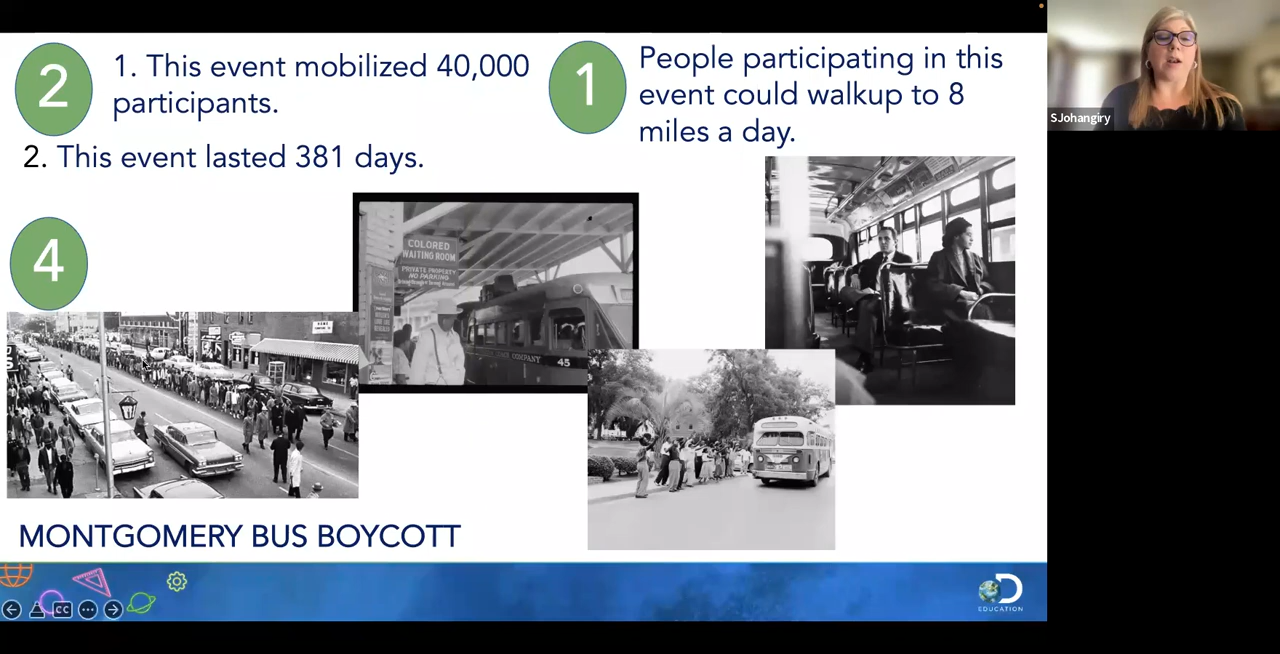 2
1. This event mobilized 40,000
participants.
2. This event lasted 381 days.
1
People participating in this
event could walkup to 8
miles a day.
SJohangiry
4
COLORED
WAITING ROOM
PRIVATE PROPERTY
NO PARKING
COMPANY
45
MONTGOMERY BUS BOYCOTT
CC
D
EDUCATION